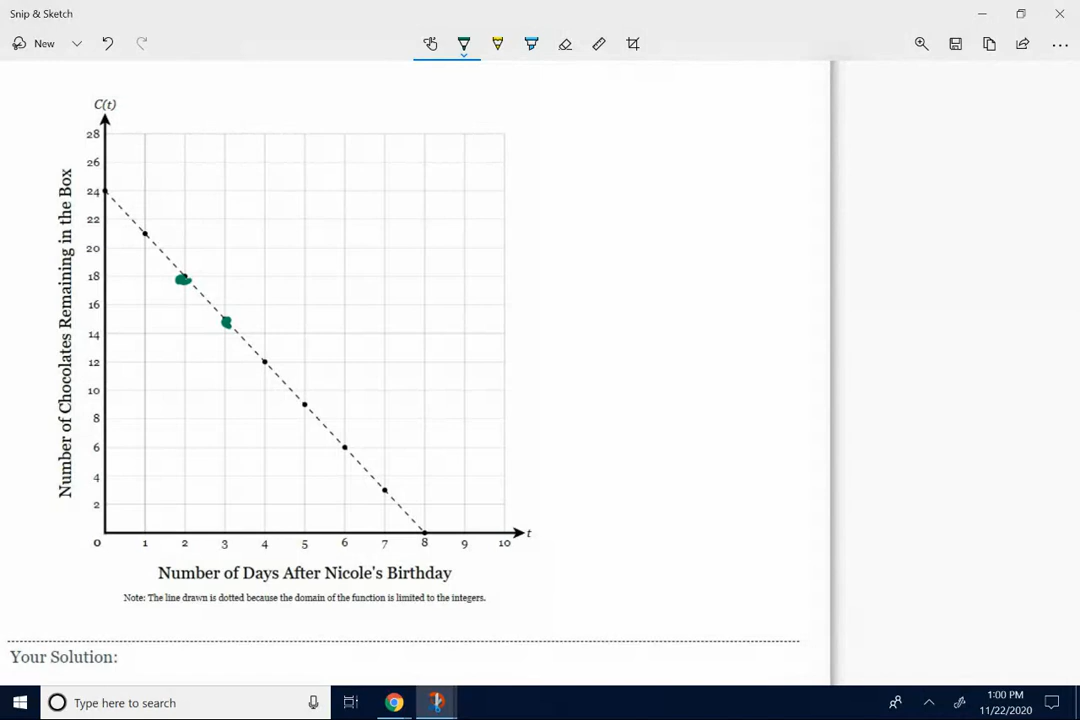 Snip & Sketch
New
C(t)
28
26
24
22
20
18
16
14
12
10
8
6
4
2
Number of Chocolates Remaining in the Box
0 1 2 3 4 5 6 7 8 9 10 t
Number of Days After Nicole's Birthday
Note: The line drawn is dotted because the domain of the function is limited to the integers.
Your Solution:
Type here to search
1:00 PM
11/22/2020